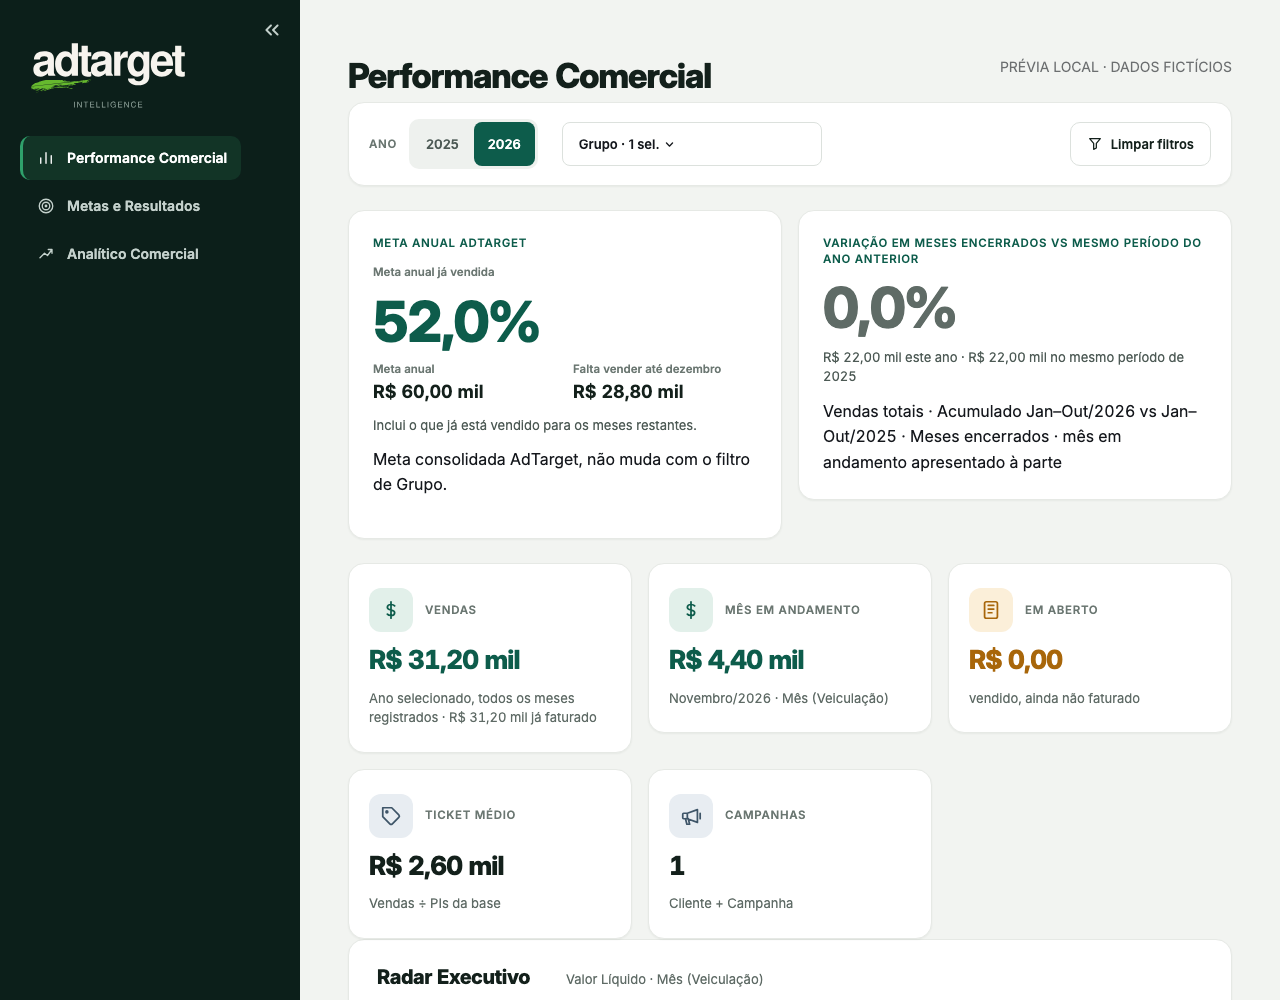 adtarget
INTELLIGENCE
Performance Comercial
Metas e Resultados
Analítico Comercial
Performance Comercial
PRÉVIA LOCAL · DADOS FICTÍCIOS
ANO
2025
2026
Grupo · 1 sel.
Limpar filtros
META ANUAL ADTARGET
Meta anual já vendida
52,0%
Meta anual
Falta vender até dezembro
R$ 60,00 mil
R$ 28,80 mil
Inclui o que já está vendido para os meses restantes.
Meta consolidada AdTarget, não muda com o filtro
de Grupo.
VARIAÇÃO EM MESES ENCERRADOS VS MESMO PERÍODO DO
ANO ANTERIOR
0,0%
R$ 22,00 mil este ano · R$ 22,00 mil no mesmo período de
2025
Vendas totais · Acumulado Jan–Out/2026 vs Jan–
Out/2025 · Meses encerrados · mês em
andamento apresentado à parte
VENDAS
R$ 31,20 mil
Ano selecionado, todos os meses
registrados · R$ 31,20 mil já faturado
MÊS EM ANDAMENTO
R$ 4,40 mil
Novembro/2026 · Mês (Veiculação)
EM ABERTO
R$ 0,00
vendido, ainda não faturado
TICKET MÉDIO
R$ 2,60 mil
Vendas ÷ PIs da base
CAMPANHAS
1
Cliente + Campanha
Radar Executivo
Valor Líquido · Mês (Veiculação)